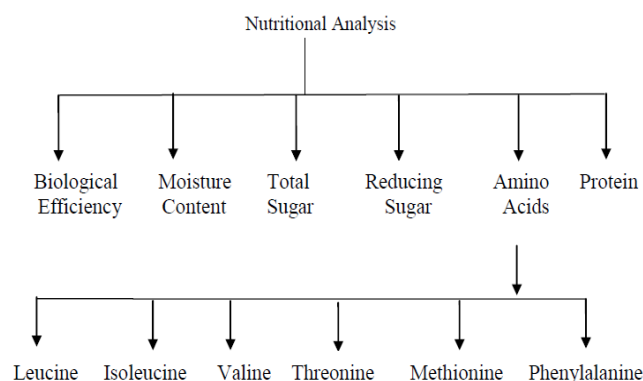 Nutritional Analysis
Biological Moisture Total Reducing Amino Protein
Efficiency Content Sugar Sugar Acids
Leucine Isoleucine Valine Threonine Methionine Phenylalanine